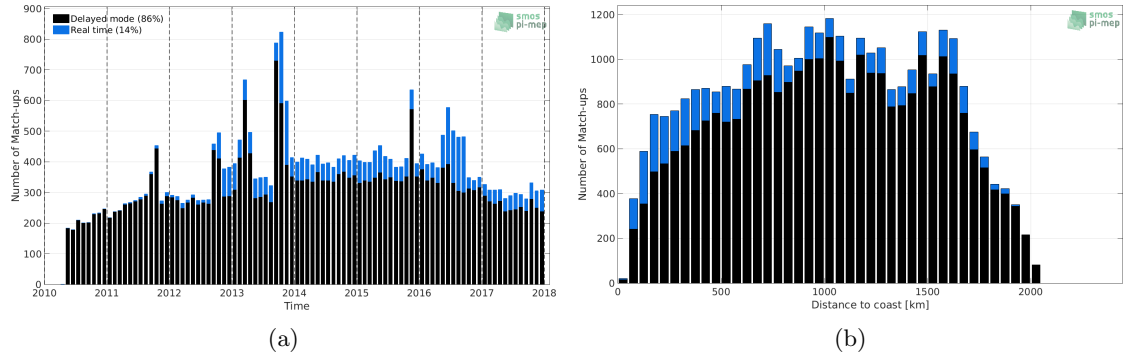 Delayed mode (86%)
Real time (14%)
smos
pi-mep
Number of Match-ups
900
800
700
600
500
400
300
200
100
0
2010 2011 2012 2013 2014 2015 2016 2017 2018
Time
(a)
smos
pi-mep
Number of Match-ups
1200
1000
800
600
400
200
0
0 500 1000 1500 2000
Distance to coast [km]
(b)